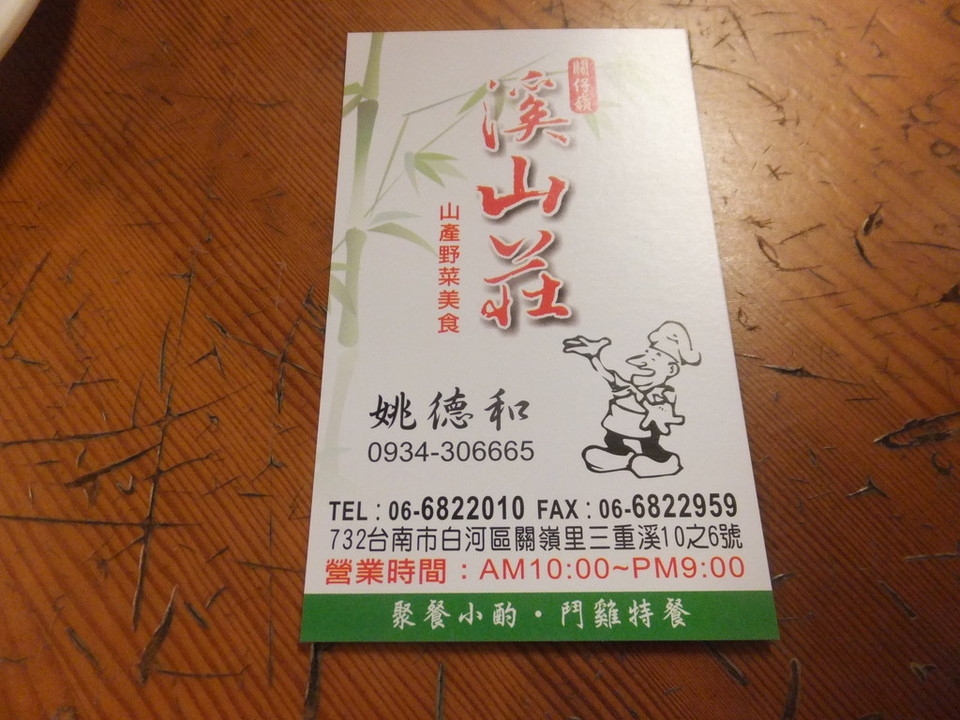 關仔嶺
溪山莊
山產野菜美食
姚德和
0934-306665
TEL : 06-6822010 FAX : 06-6822959
732台南市白河區關嶺里三重溪10之6號
營業時間：AM10:00~PM9:00
聚餐小酌・鬥雞特餐